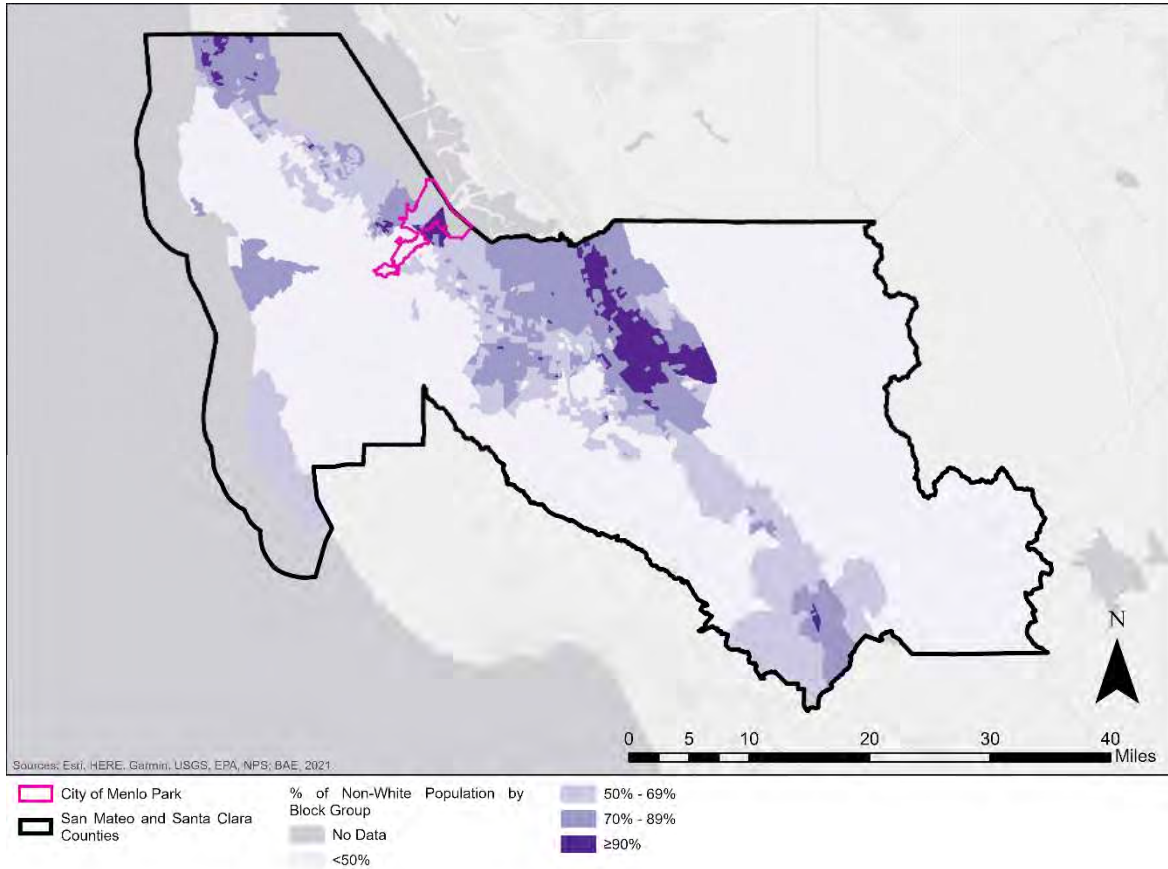 N
0 5 10 20 30 40
Miles
Sources: Esri, HERE, Garmin, USGS, EPA, NPS; BAE, 2021
City of Menlo Park
San Mateo and Santa Clara
Counties
% of Non-White Population by
Block Group
No Data
<50%
50% - 69%
70% - 89%
≥90%